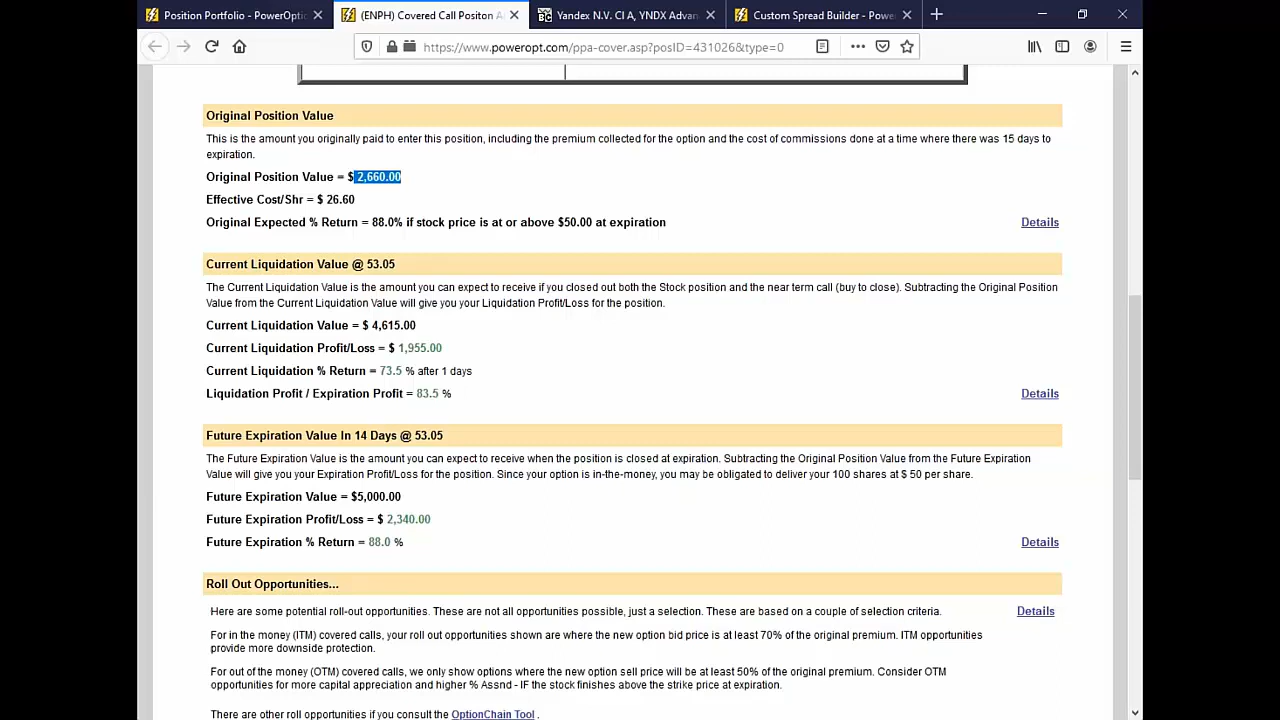 Position Portfolio - PowerOptic
(ENPH) Covered Call Positon A
Yandex N.V. Cl A, YNDX Advan
Custom Spread Builder - Powe
https://www.poweropt.com/ppa-cover.asp?posID=431026&type=0
Original Position Value
This is the amount you originally paid to enter this position, including the premium collected for the option and the cost of commissions done at a time where there was 15 days to
expiration.
Original Position Value = $ 2,660.00
Effective Cost/Shr = $ 26.60
Original Expected % Return = 88.0% if stock price is at or above $50.00 at expiration Details
Current Liquidation Value @ 53.05
The Current Liquidation Value is the amount you can expect to receive if you closed out both the Stock position and the near term call (buy to close). Subtracting the Original Position
Value from the Current Liquidation Value will give you your Liquidation Profit/Loss for the position.
Current Liquidation Value = $ 4,615.00
Current Liquidation Profit/Loss = $ 1,955.00
Current Liquidation % Return = 73.5 % after 1 days
Liquidation Profit / Expiration Profit = 83.5 % Details
Future Expiration Value In 14 Days @ 53.05
The Future Expiration Value is the amount you can expect to receive when the position is closed at expiration. Subtracting the Original Position Value from the Future Expiration
Value will give you your Expiration Profit/Loss for the position. Since your option is in-the-money, you may be obligated to deliver your 100 shares at $ 50 per share.
Future Expiration Value = $5,000.00
Future Expiration Profit/Loss = $ 2,340.00
Future Expiration % Return = 88.0 % Details
Roll Out Opportunities...
Here are some potential roll-out opportunities. These are not all opportunities possible, just a selection. These are based on a couple of selection criteria. Details
For in the money (ITM) covered calls, your roll out opportunities shown are where the new option bid price is at least 70% of the original premium. ITM opportunities
provide more downside protection.
For out of the money (OTM) covered calls, we only show options where the new option sell price will be at least 50% of the original premium. Consider OTM
opportunities for more capital appreciation and higher % Assnd - IF the stock finishes above the strike price at expiration.
There are other roll opportunities if you consult the OptionChain Tool .